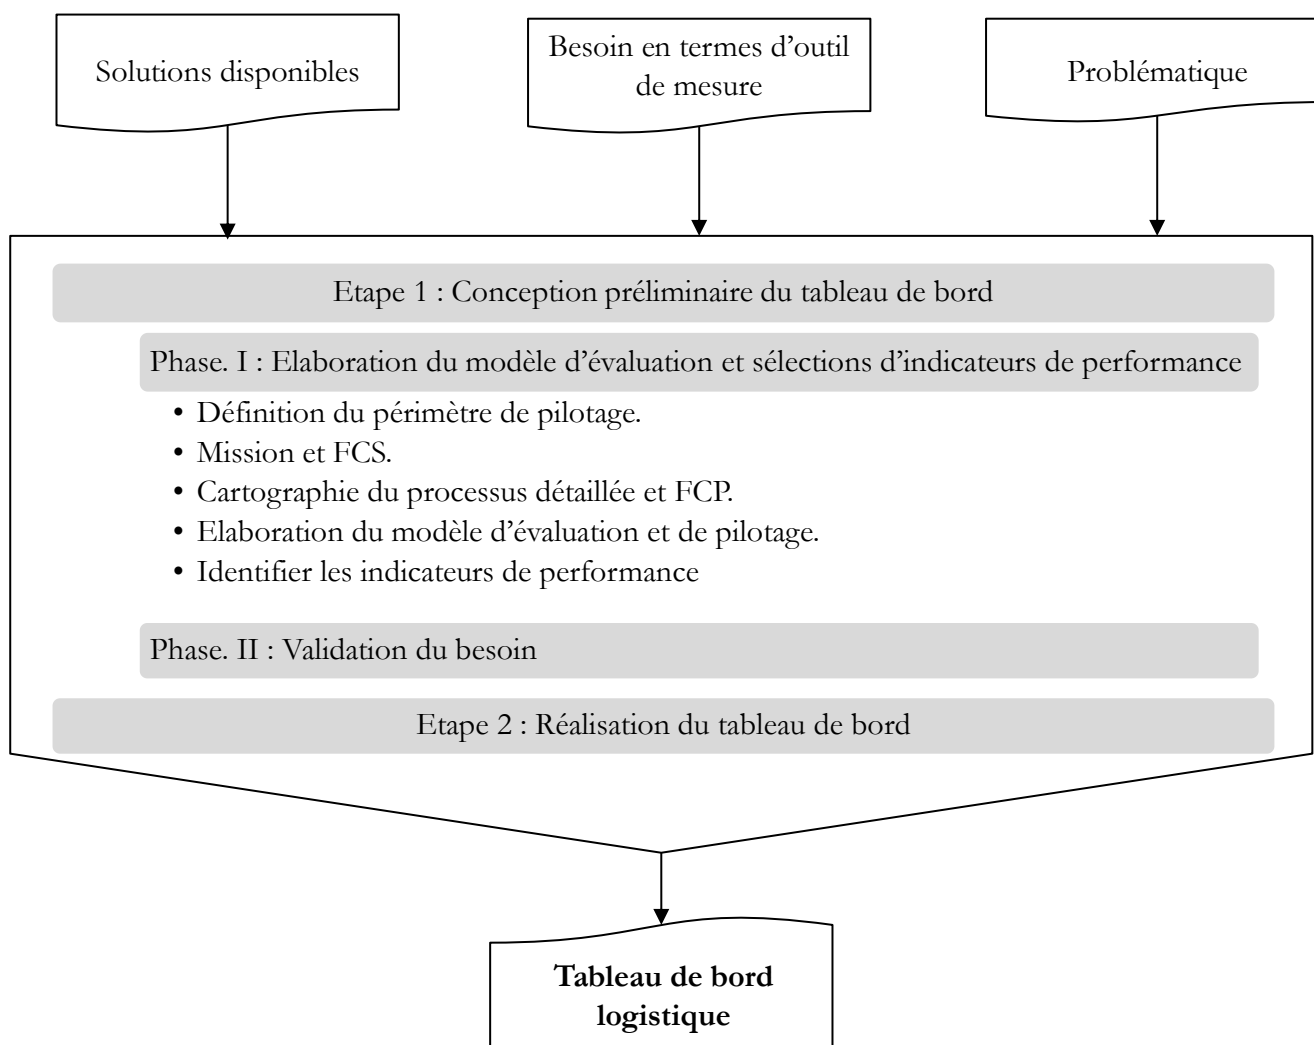 Solutions disponibles
Besoin en termes d’outil
de mesure
Problématique
Etape 1 : Conception préliminaire du tableau de bord
Phase. I : Elaboration du modèle d’évaluation et sélections d’indicateurs de performance
• Définition du périmètre de pilotage.
• Mission et FCS.
• Cartographie du processus détaillée et FCP.
• Elaboration du modèle d’évaluation et de pilotage.
• Identifier les indicateurs de performance
Phase. II : Validation du besoin
Etape 2 : Réalisation du tableau de bord
Tableau de bord
logistique